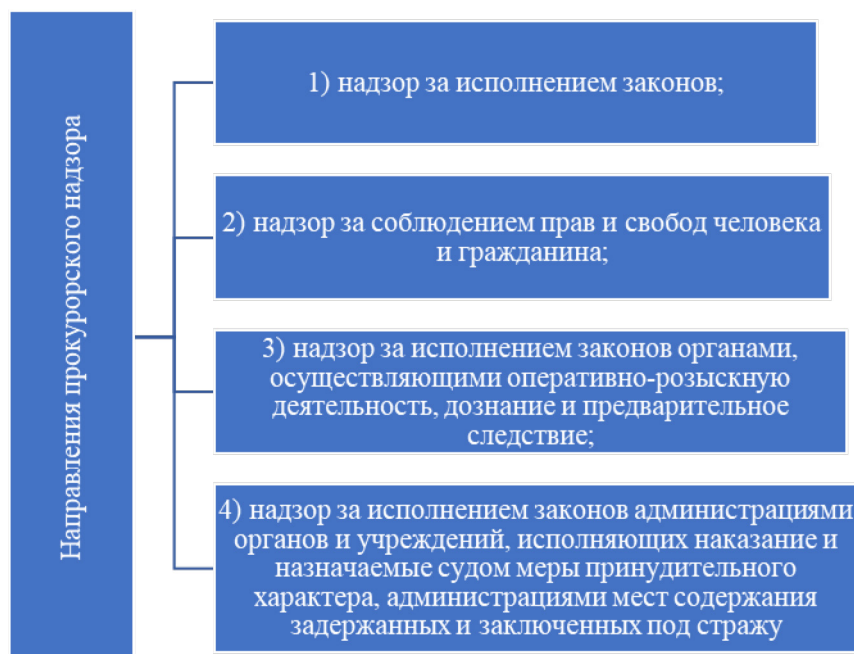 Направления прокурорского надзора
1) надзор за исполнением законов;
2) надзор за соблюдением прав и свобод человека
и гражданина;
3) надзор за исполнением законов органами,
осуществляющими оперативно-розыскную
деятельность, дознание и предварительное
следствие;
4) надзор за исполнением законов администрациями
органов и учреждений, исполняющих наказание и
назначаемые судом меры принудительного
характера, администрациями мест содержания
задержанных и заключенных под стражу